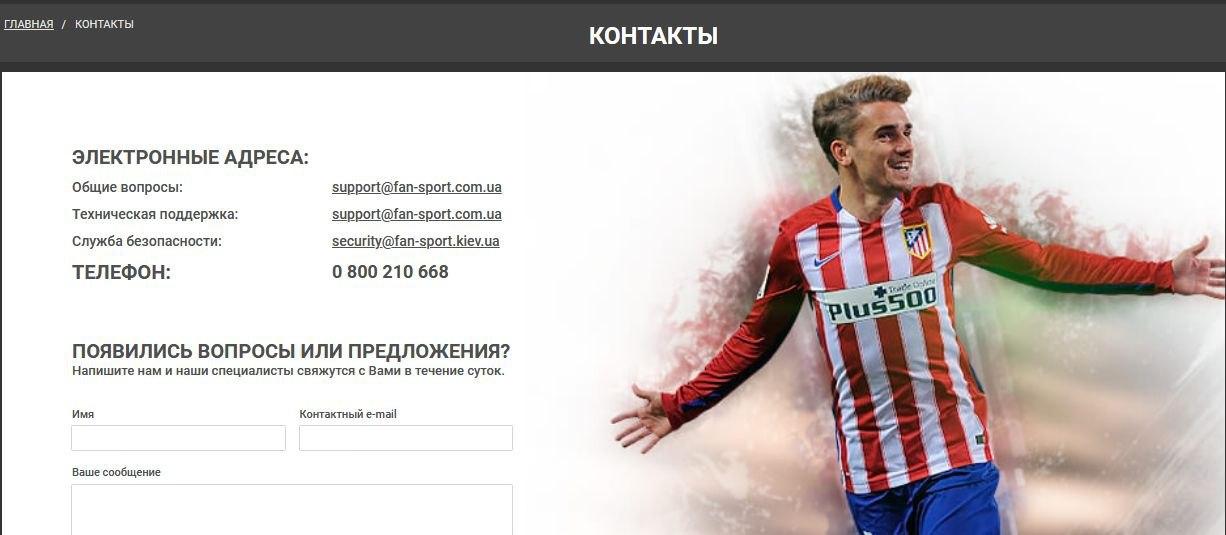 ГЛАВНАЯ / КОНТАКТЫ
КОНТАКТЫ
ЭЛЕКТРОННЫЕ АДРЕСА:
Общие вопросы: support@fan-sport.com.ua
Техническая поддержка: support@fan-sport.com.ua
Служба безопасности: security@fan-sport.kiev.ua
ТЕЛЕФОН: 0 800 210 668
ПОЯВИЛИСЬ ВОПРОСЫ ИЛИ ПРЕДЛОЖЕНИЯ?
Напишите нам и наши специалисты свяжутся с Вами в течение суток.
Имя Контактный e-mail
Ваше сообщение
Trade Online
Plus500